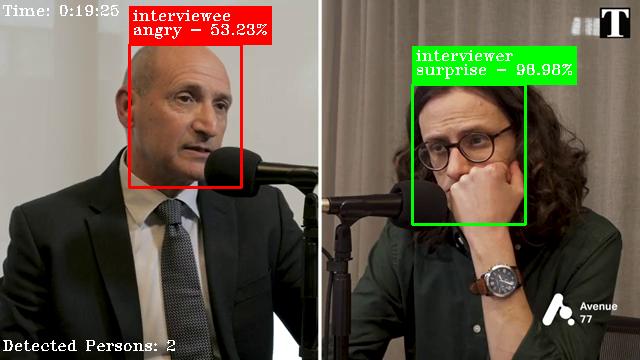 Time: 0:19:25
interviewee
angry - 53.23%
interviewer
surprise - 98.98%
T
Avenue
77
Detected Persons: 2